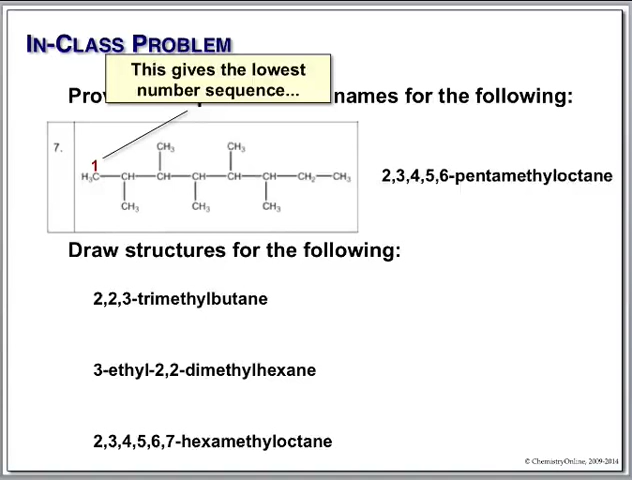 IN-CLASS PROBLEM
This gives the lowest
number sequence...
names for the following:
7.
CH₃ CH₃
1
H₃C—CH—CH—CH—CH—CH—CH₂—CH₃
CH₃ CH₃ CH₃
2,3,4,5,6-pentamethyloctane
Draw structures for the following:
2,2,3-trimethylbutane
3-ethyl-2,2-dimethylhexane
2,3,4,5,6,7-hexamethyloctane
© ChemistryOnline, 2009-2014